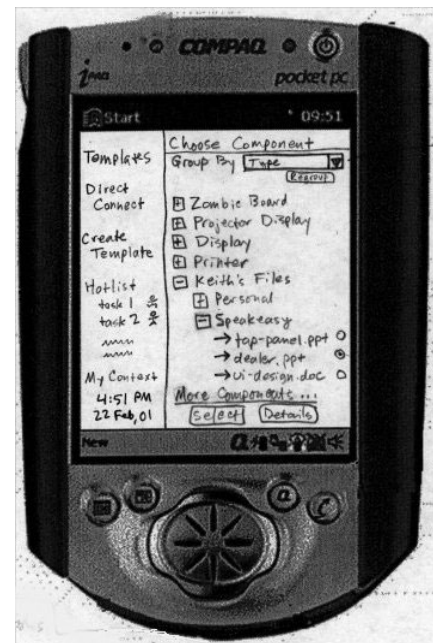 COMPAQ
iPAQ
pocket pc
Start
09:51
Templates
Direct
Connect
Create
Template
Hotlist
task 1
task 2
My Context
4:51 PM
22 Feb, 01
Choose Component
Group By Type
Regroup
+ Zombie Board
+ Projector Display
+ Display
+ Printer
- Keith's Files
+ Personal
- Speakeasy
→ tap-panel.ppt
→ dealer.ppt
→ ui-design.doc
More Components ...
Select Details
New